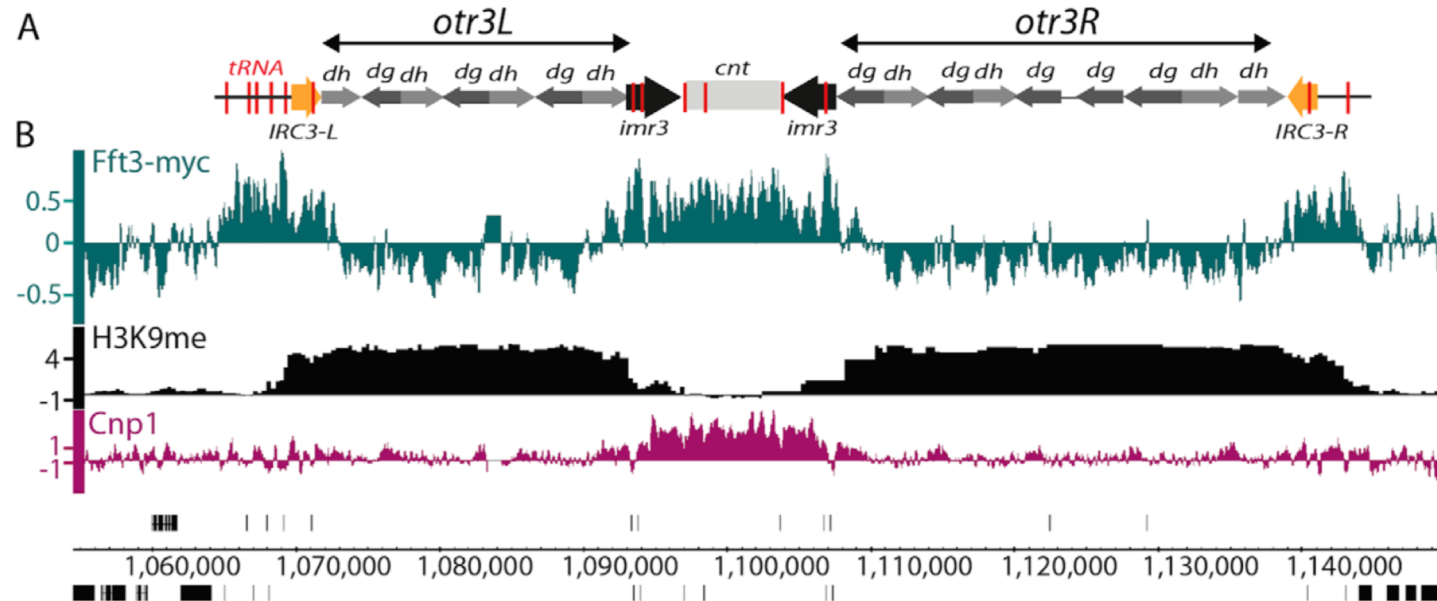 A
otr3L otr3R
tRNA dh dg dh dg dh dg dh cnt dg dh dg dh dg dg dg dh dh
IRC3-L imr3 imr3 IRC3-R
B
Fft3-myc
0.5
0
-0.5
H3K9me
4
-1
Cnp1
1
-1
1,060,000 1,070,000 1,080,000 1,090,000 1,100,000 1,110,000 1,120,000 1,130,000 1,140,000